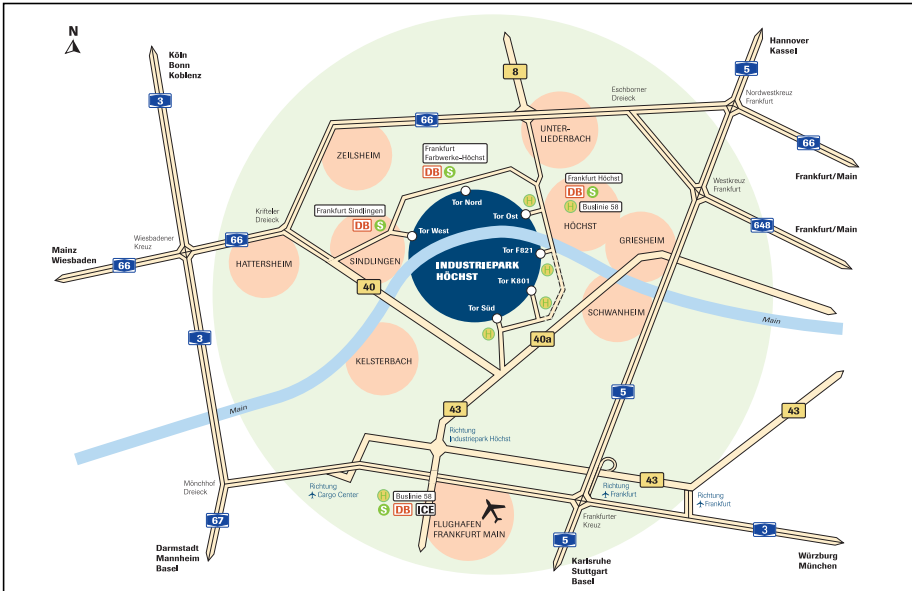 N
Köln
Bonn
Koblenz
3
8
Eschborner
Dreieck
Hannover
Kassel
5
Nordwestkreuz
Frankfurt
66
66
Frankfurt/Main
UNTER-
LIEDERBACH
ZEILSHEIM
Frankfurt
Farbwerke-Höchst
DB S
Frankfurt Höchst
DB S
H Buslinie 58
HÖCHST
Westkreuz
Frankfurt
648
Frankfurt/Main
GRIESHEIM
Tor Nord
H
Tor Ost
Frankfurt Sindlingen
DB S
Tor West
Krifteler
Dreieck
Wiesbadener
Kreuz
66
Mainz
Wiesbaden
66
HATTERSHEIM
SINDLINGEN
40
INDUSTRIEPARK
HÖCHST
Tor F821
H
Tor K801
H
Tor Süd
H
SCHWANHEIM
Main
40a
3
KELSTERBACH
5
Main
43
43
Richtung
Industriepark Höchst
Mönchhof
Dreieck
Richtung
Cargo Center
H Buslinie 58
S DB ICE
FLUGHAFEN
FRANKFURT MAIN
43
Richtung
Frankfurt
Richtung
Frankfurt
Frankfurter
Kreuz
67
5
3
Darmstadt
Mannheim
Basel
Karlsruhe
Stuttgart
Basel
Würzburg
München